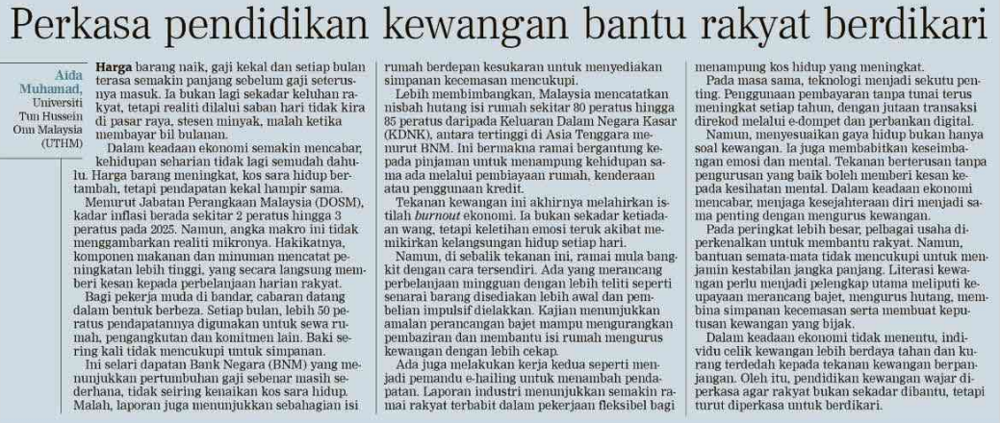 Perkasa pendidikan kewangan bantu rakyat berdikari
Aida
Muhamad,
Universiti
Tun Hussein
Onn Malaysia
(UTHM)
Harga barang naik, gaji kekal dan setiap bulan
terasa semakin panjang sebelum gaji seterus-
nya masuk. Ia bukan lagi sekadar keluhan ra-
kyat, tetapi realiti dilalui saban hari tidak kira
di pasar raya, stesen minyak, malah ketika
membayar bil bulanan.
Dalam keadaan ekonomi semakin mencabar,
kehidupan seharian tidak lagi semudah dahu-
lu. Harga barang meningkat, kos sara hidup ber-
tambah, tetapi pendapatan kekal hampir sama.
Menurut Jabatan Perangkaan Malaysia (DOSM),
kadar inflasi berada sekitar 2 peratus hingga 3
peratus pada 2025. Namun, angka makro ini tidak
menggambarkan realiti mikronya. Hakikatnya,
komponen makanan dan minuman mencatat pe-
ningkatan lebih tinggi, yang secara langsung mem-
beri kesan kepada perbelanjaan harian rakyat.
Bagi pekerja muda di bandar, cabaran datang
dalam bentuk berbeza. Setiap bulan, lebih 50 pe-
ratus pendapatannya digunakan untuk sewa ru-
mah, pengangkutan dan komitmen lain. Baki se-
ring kali tidak mencukupi untuk simpanan.
Ini selari dapatan Bank Negara (BNM) yang me-
nunjukkan pertumbuhan gaji sebenar masih se-
derhana, tidak seiring kenaikan kos sara hidup.
Malah, laporan juga menunjukkan sebahagian isi
rumah berdepan kesukaran untuk menyediakan
simpanan kecemasan mencukupi.
Lebih membimbangkan, Malaysia mencatatkan
nisbah hutang isi rumah sekitar 80 peratus hingga
85 peratus daripada Keluaran Dalam Negara Kasar
(KDNK), antara tertinggi di Asia Tenggara me-
nurut BNM. Ini bermakna ramai bergantung ke-
pada pinjaman untuk menampung kehidupan sa-
ma ada melalui pembiayaan rumah, kenderaan
atau penggunaan kredit.
Tekanan kewangan ini akhirnya melahirkan is-
tilah burnout ekonomi. Ia bukan sekadar ketiada-
an wang, tetapi keletihan emosi teruk akibat me-
mikirkan kelangsungan hidup setiap hari.
Namun, di sebalik tekanan ini, ramai mula bang-
kit dengan cara tersendiri. Ada yang merancang
perbelanjaan mingguan dengan lebih teliti seperti
senarai barang disediakan lebih awal dan pem-
belian impulsif dielakkan. Kajian menunjukkan
amalan perancangan bajet mampu mengurangkan
pembaziran dan membantu isi rumah mengurus
kewangan dengan lebih cekap.
Ada juga melakukan kerja kedua seperti men-
jadi pemandu e-hailing untuk menambah penda-
patan. Laporan industri menunjukkan semakin ra-
mai rakyat terbabit dalam pekerjaan fleksibel bagi
menampung kos hidup yang meningkat.
Pada masa sama, teknologi menjadi sekutu pen-
ting. Penggunaan pembayaran tanpa tunai terus
meningkat setiap tahun, dengan jutaan transaksi
direkod melalui e-dompet dan perbankan digital.
Namun, menyesuaikan gaya hidup bukan hanya
soal kewangan. Ia juga membabitkan keseimba-
ngan emosi dan mental. Tekanan berterusan tanpa
pengurusan yang baik boleh memberi kesan ke-
pada kesihatan mental. Dalam keadaan ekonomi
mencabar, menjaga kesejahteraan diri menjadi sa-
ma penting dengan mengurus kewangan.
Pada peringkat lebih besar, pelbagai usaha di-
perkenalkan untuk membantu rakyat. Namun,
bantuan semata-mata tidak mencukupi untuk men-
jamin kestabilan jangka panjang. Literasi kewa-
ngan perlu menjadi pelengkap utama meliputi ke-
upayaan merancang bajet, mengurus hutang, mem-
bina simpanan kecemasan serta membuat kepu-
tusan kewangan yang bijak.
Dalam keadaan ekonomi tidak menentu, indi-
vidu celik kewangan lebih berdaya tahan dan ku-
rang terdedah kepada tekanan kewangan berpan-
jangan. Oleh itu, pendidikan kewangan wajar di-
perkasa agar rakyat bukan sekadar dibantu, tetapi
turut diperkasa untuk berdikari.